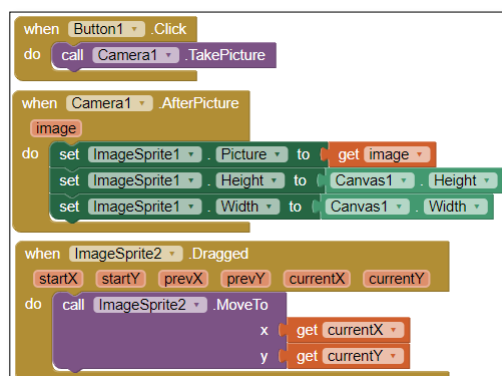 when Button1 .Click
do call Camera1 .TakePicture
when Camera1 .AfterPicture
image
do set ImageSprite1 . Picture to get image
set ImageSprite1 . Height to Canvas1 . Height
set ImageSprite1 . Width to Canvas1 . Width
when ImageSprite2 .Dragged
startX startY prevX prevY currentX currentY
do call ImageSprite2 .MoveTo
x get currentX
y get currentY